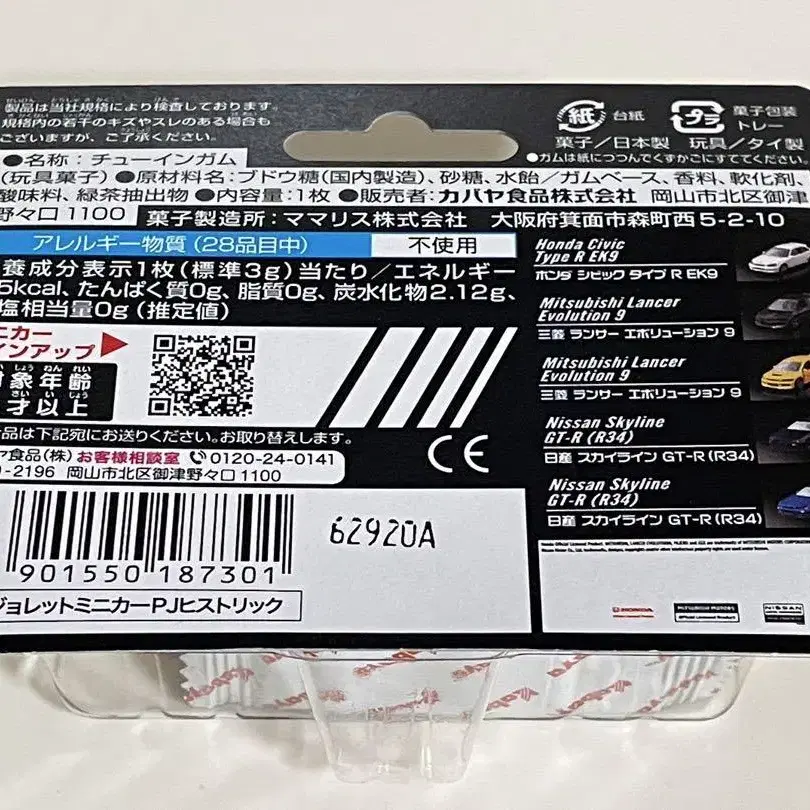 製品は当社規格により検査しておりますが、
規格内の若干のキズやスレのある場合も
ございますが、ご了承ください。
紙 台紙
プラ 菓子包装
トレー
菓子/日本製 玩具/タイ製
●ガムは紙につつんでくずかごにすててください。
●名称:チューインガム
(玩具菓子) ●原材料名:ブドウ糖(国内製造)、砂糖、水飴/ガムベース、香料、軟化剤、
酸味料、緑茶抽出物 ●内容量:1枚 ●販売者:カバヤ食品株式会社 岡山市北区御津
野々口1100 菓子製造所:ママリス株式会社 大阪府箕面市森町西5-2-10
アレルギー物質(28品目中) 不使用
養成分表示1枚(標準3g)当たり/エネルギー
5kcal、たんぱく質0g、脂質0g、炭水化物2.12g、
塩相当量0g(推定値)
ニカー
インアップ
対象年齢
才以上
品は下記宛にお送りください。お取り替えします。
ヤ食品(株) お客様相談室 0120-24-0141
-2196 岡山市北区御津野々口1100
CE
901550 187301
ジョレットミニカーPJヒストリック
62920A
Honda Civic
Type R EK9
ホンダ シビック タイプ R EK9
Mitsubishi Lancer
Evolution 9
三菱 ランサー エボリューション 9
Mitsubishi Lancer
Evolution 9
三菱 ランサー エボリューション 9
Nissan Skyline
GT-R (R34)
日産 スカイライン GT-R (R34)
Nissan Skyline
GT-R (R34)
日産 スカイライン GT-R (R34)
HONDA
MITSUBISHI MOTORS
NISSAN